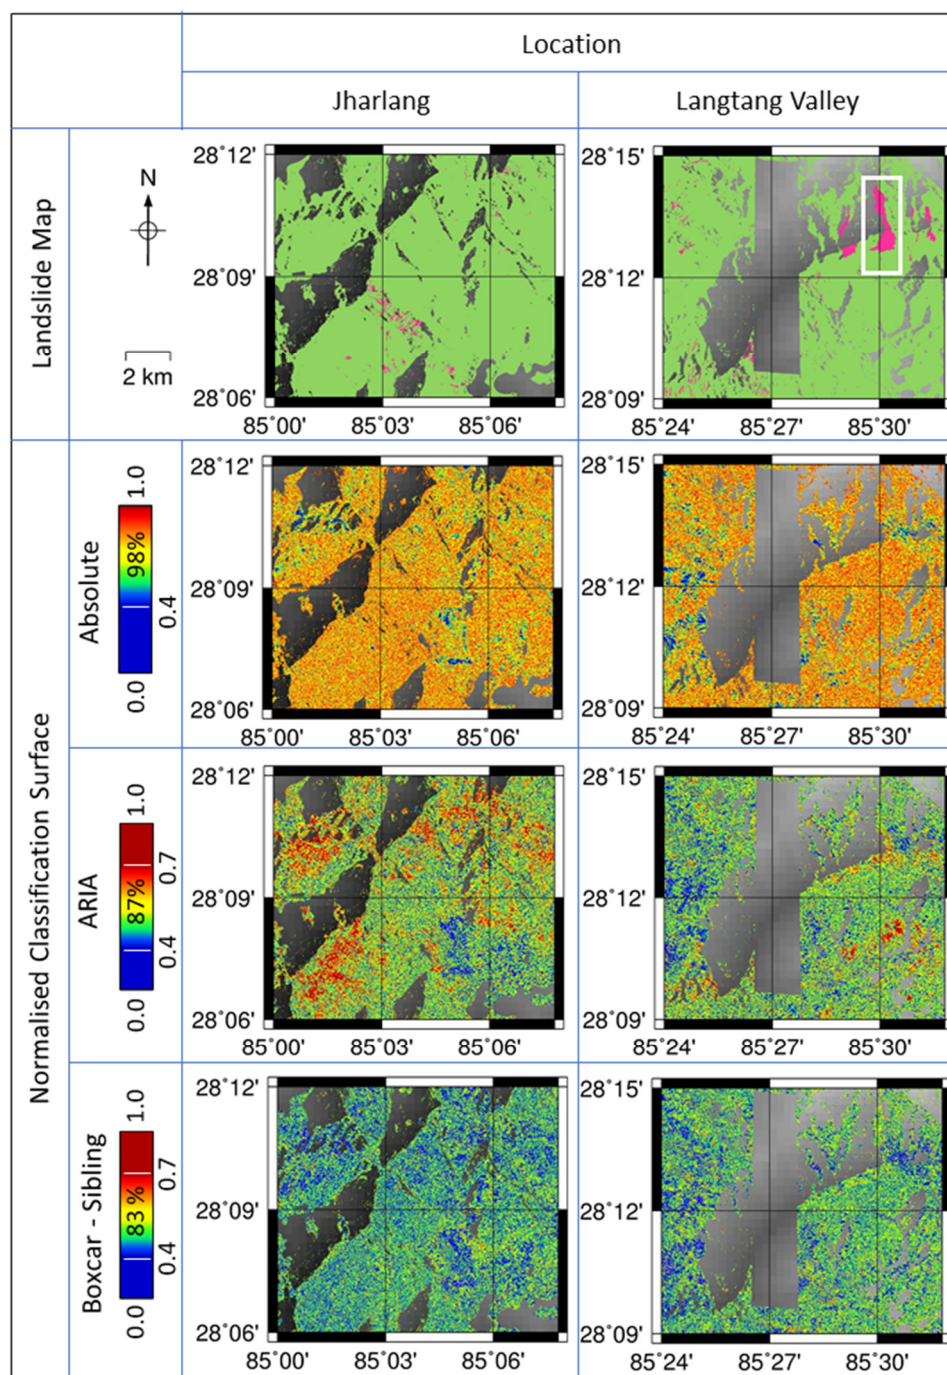 Location
Jharlang
Langtang Valley
Landslide Map
N
2 km
28°12'
28°09'
28°06'
85°00' 85°03' 85°06'
28°15'
28°12'
28°09'
85°24' 85°27' 85°30'
Normalised Classification Surface
Absolute
0.0 0.4 98% 1.0
28°12'
28°09'
28°06'
85°00' 85°03' 85°06'
28°15'
28°12'
28°09'
85°24' 85°27' 85°30'
ARIA
0.0 0.4 87% 0.7 1.0
28°12'
28°09'
28°06'
85°00' 85°03' 85°06'
28°15'
28°12'
28°09'
85°24' 85°27' 85°30'
Boxcar - Sibling
0.0 0.4 83 % 0.7 1.0
28°12'
28°09'
28°06'
85°00' 85°03' 85°06'
28°15'
28°12'
28°09'
85°24' 85°27' 85°30'